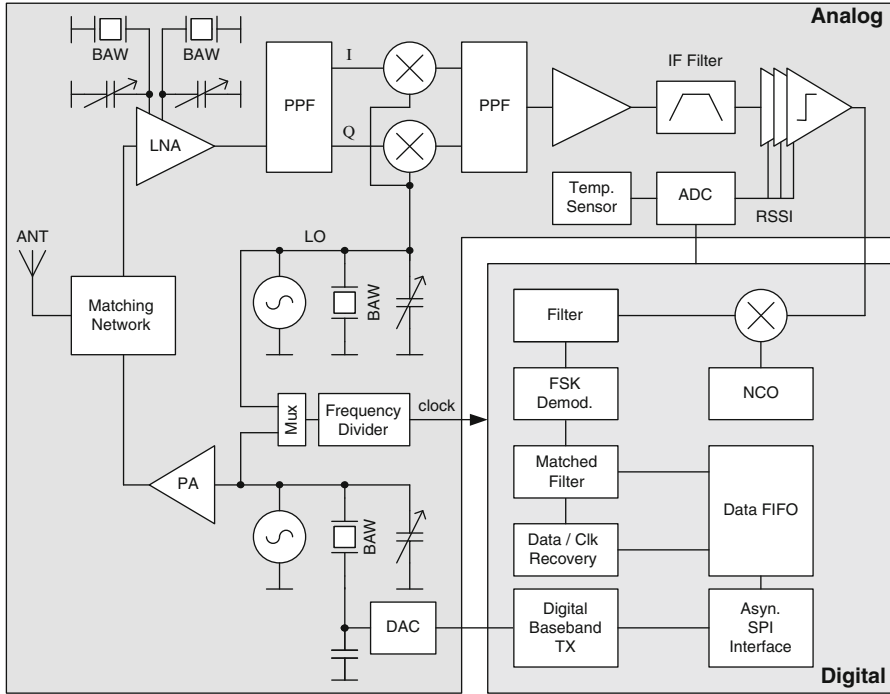 Analog
BAW
BAW
LNA
PPF
I
Q
PPF
IF Filter
Temp.
Sensor
ADC
RSSI
ANT
Matching
Network
LO
BAW
Mux
Frequency
Divider
clock
PA
BAW
DAC
Filter
NCO
FSK
Demod.
Matched
Filter
Data FIFO
Data / Clk
Recovery
Digital
Baseband
TX
Asyn.
SPI
Interface
Digital